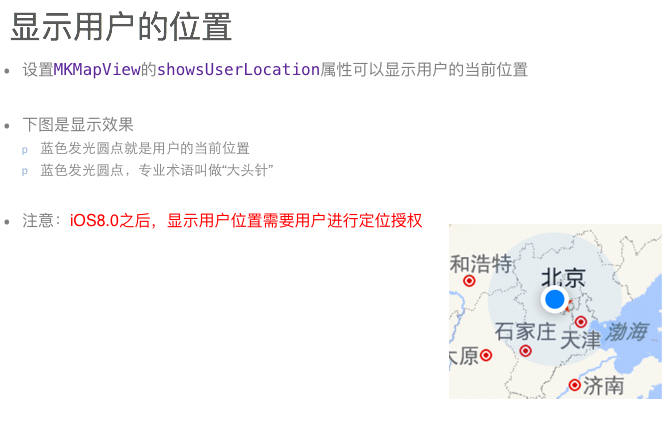 显示用户的位置
• 设置MKMapView的showsUserLocation属性可以显示用户的当前位置
• 下图是显示效果
p 蓝色发光圆点就是用户的当前位置
p 蓝色发光圆点，专业术语叫做“大头针”
• 注意：iOS8.0之后，显示用户位置需要用户进行定位授权
和浩特
北京
石家庄
天津
渤海
太原
济南